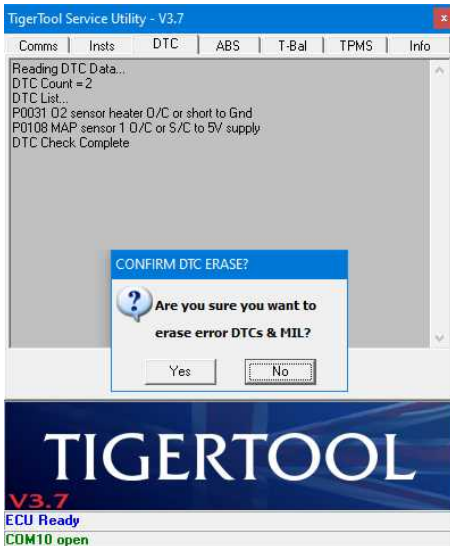 TigerTool Service Utility - V3.7
x
Comms Insts DTC ABS T-Bal TPMS Info
Reading DTC Data...
DTC Count = 2
DTC List...
P0031 O2 sensor heater O/C or short to Gnd
P0108 MAP sensor 1 O/C or S/C to 5V supply
DTC Check Complete
CONFIRM DTC ERASE?
?
Are you sure you want to
erase error DTCs & MIL?
Yes No
TIGERTOOL
V3.7
ECU Ready
COM10 open